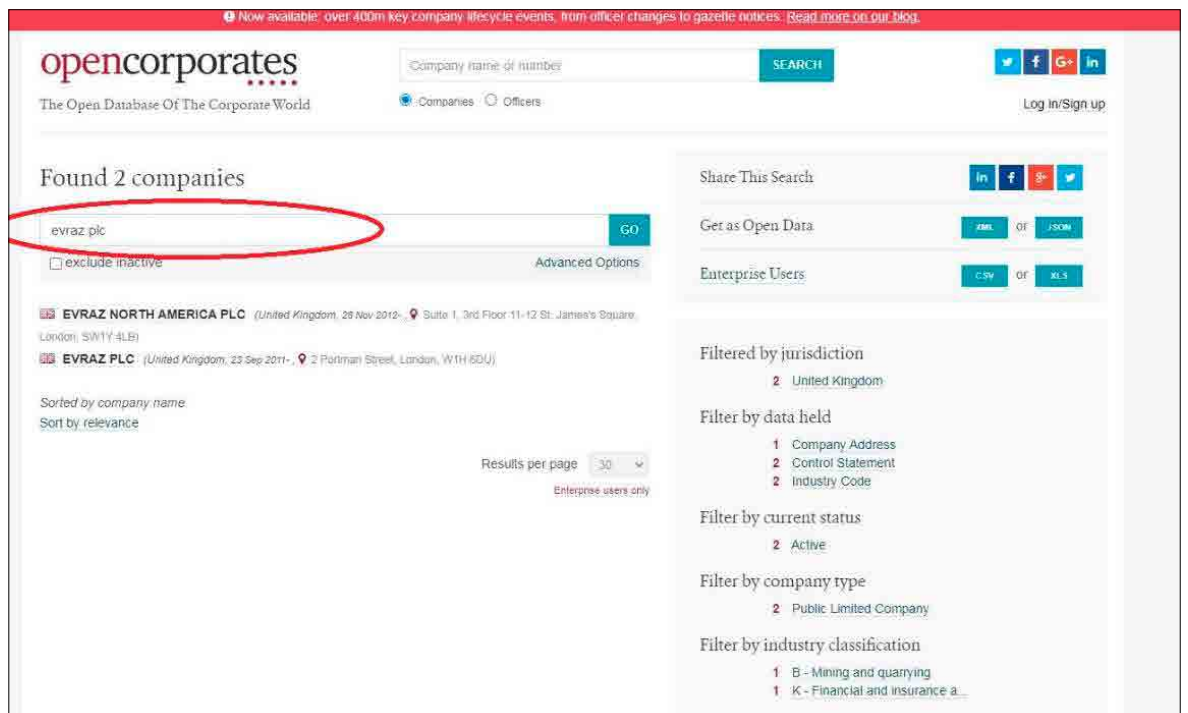 Now available: over 400m key company lifecycle events, from officer changes to gazette notices. Read more on our blog.
opencorporates
The Open Database Of The Corporate World
Company name or number
SEARCH
Companies Officers
Log in/Sign up
Found 2 companies
evraz plc
GO
exclude inactive
Advanced Options
EVRAZ NORTH AMERICA PLC (United Kingdom, 28 Nov 2012- , Suite 1, 3rd Floor 11-12 St. James's Square,
London, SW1Y 4LB)
EVRAZ PLC (United Kingdom, 23 Sep 2011- , 2 Portman Street, London, W1H 6DU)
Sorted by company name
Sort by relevance
Results per page 30
Enterprise users only
Share This Search
Get as Open Data XML or JSON
Enterprise Users CSV or XLS
Filtered by jurisdiction
2 United Kingdom
Filter by data held
1 Company Address
2 Control Statement
2 Industry Code
Filter by current status
2 Active
Filter by company type
2 Public Limited Company
Filter by industry classification
1 B - Mining and quarrying
1 K - Financial and insurance a...